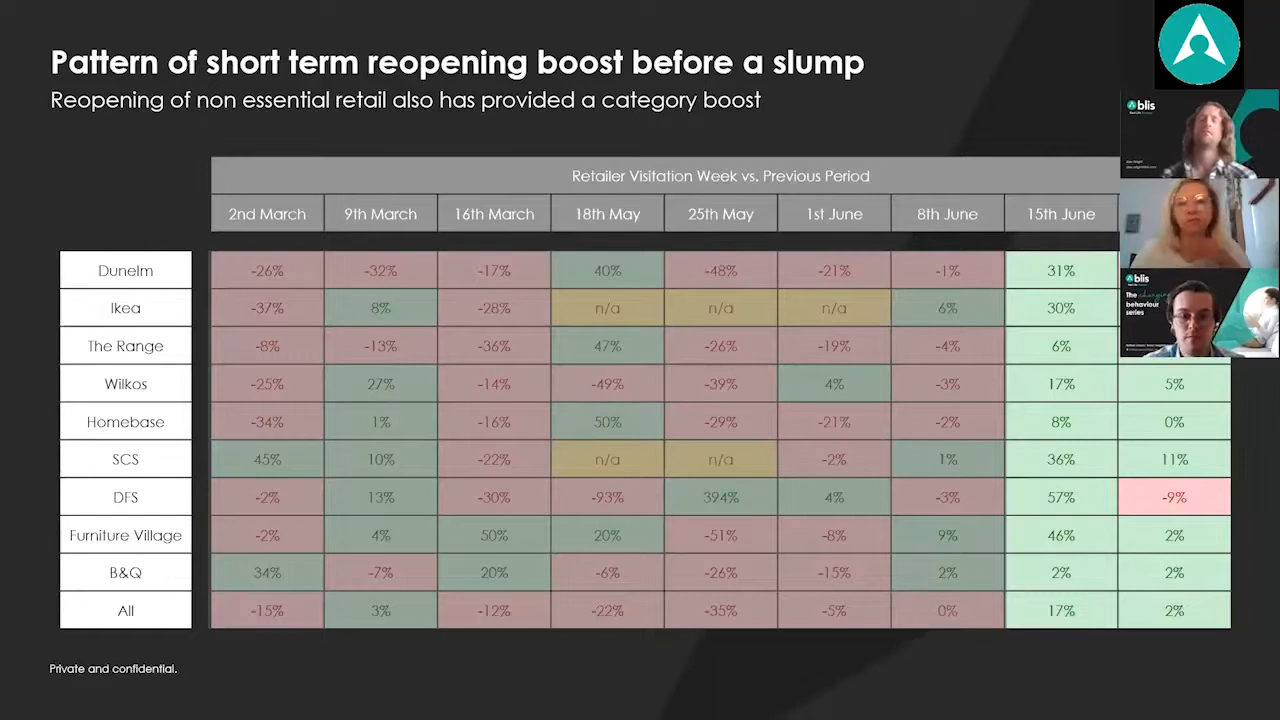 Pattern of short term reopening boost before a slump
Reopening of non essential retail also has provided a category boost
Retailer Visitation Week vs. Previous Period
2nd March 9th March 16th March 18th May 25th May 1st June 8th June 15th June
Dunelm -26% -32% -17% 40% -48% -21% -1% 31%
Ikea -37% 8% -28% n/a n/a n/a 6% 30%
The Range -8% -13% -36% 47% -26% -19% -4% 6%
Wilkos -25% 27% -14% -49% -39% 4% -3% 17% 5%
Homebase -34% 1% -16% 50% -29% -21% -2% 8% 0%
SCS 45% 10% -22% n/a n/a -2% 1% 36% 11%
DFS -2% 13% -30% -93% 394% 4% -3% 57% -9%
Furniture Village -2% 4% 50% 20% -51% -8% 9% 46% 2%
B&Q 34% -7% 20% -6% -26% -15% 2% 2% 2%
All -15% 3% -12% -22% -35% -5% 0% 17% 2%
Private and confidential.
blis
blis
The changing
behaviour
series